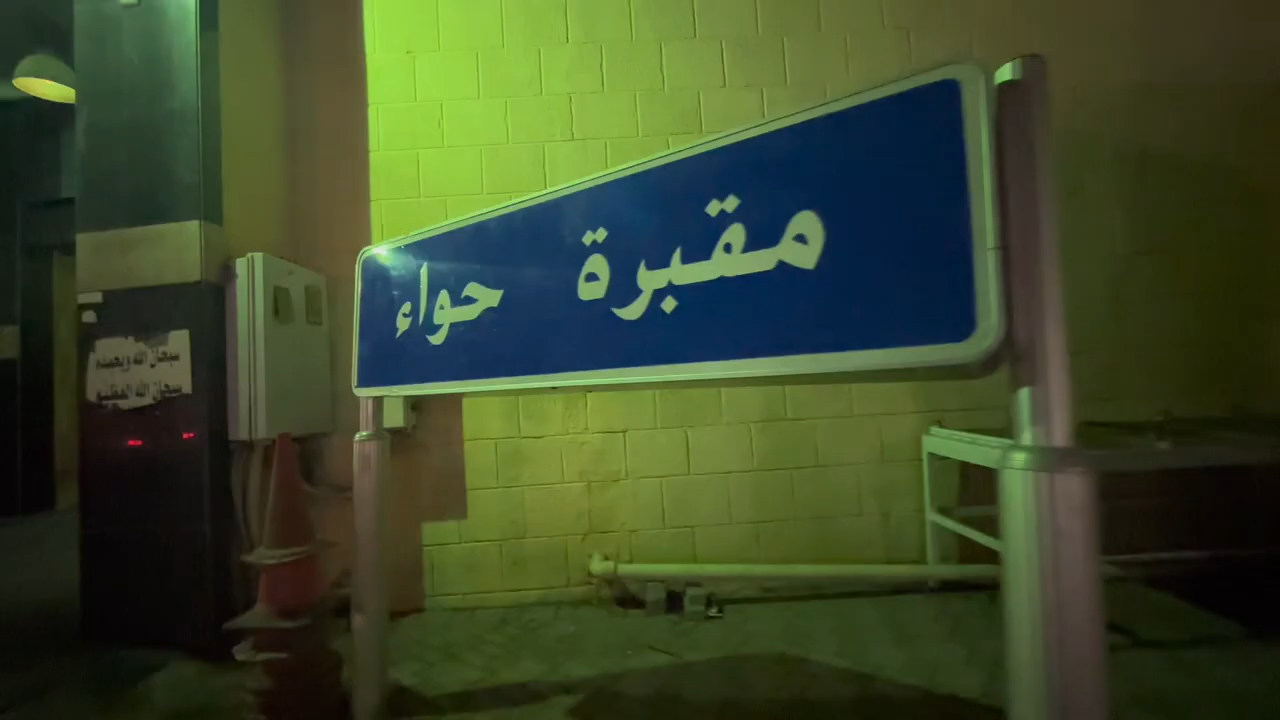 مقبرة حواء
سبحان الله وبحمده
سبحان الله العظيم